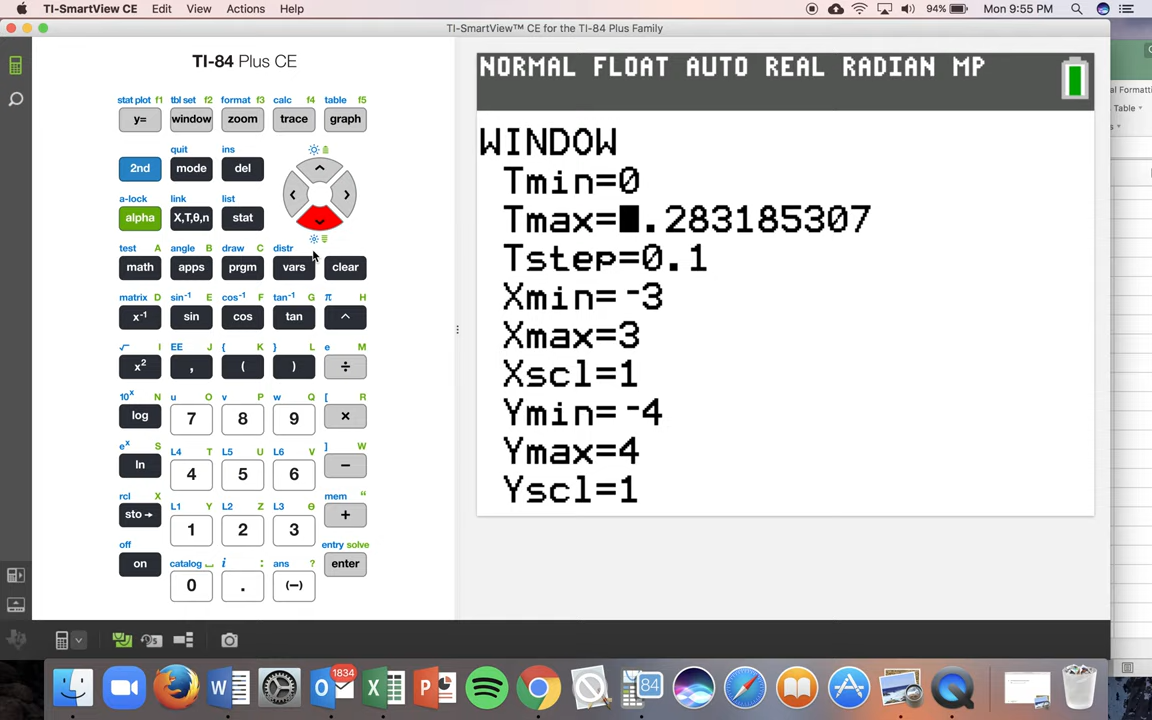 TI-SmartView CE Edit View Actions Help 94% Mon 9:55 PM
TI-SmartView™ CE for the TI-84 Plus Family
TI-84 Plus CE
stat plot f1 tbl set f2 format f3 calc f4 table f5
y= window zoom trace graph
quit ins
2nd mode del
a-lock link list
alpha X,T,θ,n stat
test A angle B draw C distr
math apps prgm vars clear
matrix D sin⁻¹ E cos⁻¹ F tan⁻¹ G π H
x⁻¹ sin cos tan ^
√ I EE J { K } L e M
x² , ( ) ÷
10ˣ N u O v P w Q [ R
log 7 8 9 ×
eˣ S L4 T L5 U L6 V ] W
ln 4 5 6 −
rcl X L1 Y L2 Z L3 θ mem “
sto→ 1 2 3 +
off catalog ␣ i : ans ? entry solve
on 0 . (−) enter
NORMAL FLOAT AUTO REAL RADIAN MP
WINDOW
Tmin=0
Tmax= .283185307
Tstep=0.1
Xmin=-3
Xmax=3
Xscl=1
Ymin=-4
Ymax=4
Yscl=1
Formatti
Table
1834
W X P 84